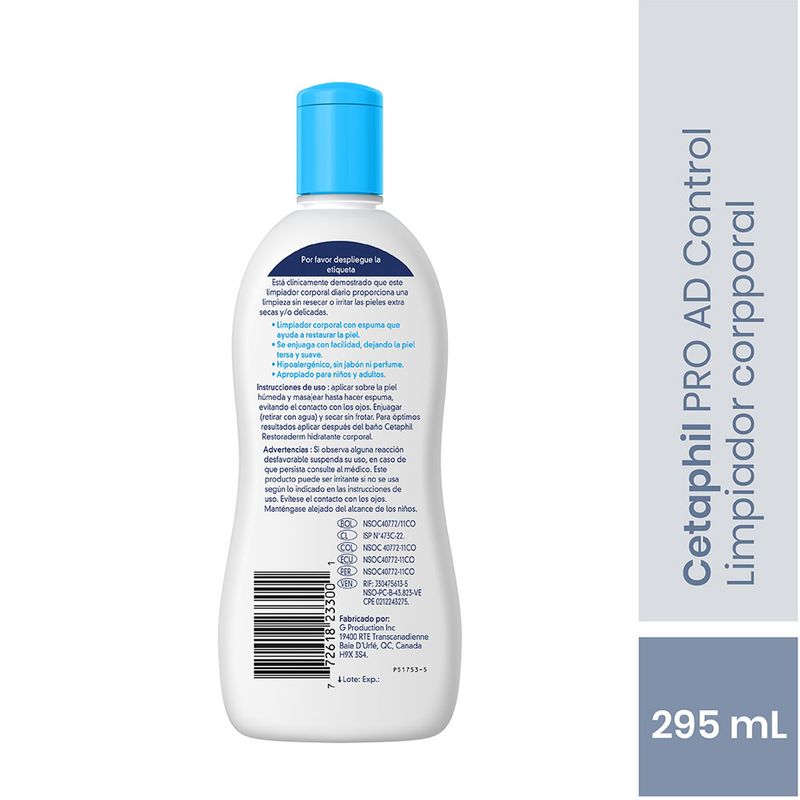 Por favor despliegue la
etiqueta
Está clínicamente demostrado que este
limpiador corporal diario proporciona una
limpieza sin resecar o irritar las pieles extra
secas y/o delicadas.
• Limpiador corporal con espuma que
ayuda a restaurar la piel.
• Se enjuaga con facilidad, dejando la piel
tersa y suave.
• Hipoalergénico, sin jabón ni perfume.
• Apropiado para niños y adultos.
Instrucciones de uso : aplicar sobre la piel
húmeda y masajear hasta hacer espuma,
evitando el contacto con los ojos. Enjuagar
(retirar con agua) y secar sin frotar. Para óptimos
resultados aplicar después del baño Cetaphil
Restoraderm hidratante corporal.
Advertencias : Si observa alguna reacción
desfavorable suspenda su uso, en caso de
que persista consulte al médico. Este
producto puede ser irritante si no se usa
según lo indicado en las instrucciones de
uso. Evítese el contacto con los ojos.
Manténgase alejado del alcance de los niños.
BOL NSOC40772/11CO
CL ISP N°473C-22.
COL NSOC 40772-11CO
ECU NSOC40772-11CO
PER NSOC40772-11CO
VEN RIF: J30475613-5
NSO-PC-B-43.823-VE
CPE 0212243275.
Fabricado por:
G Production Inc
19400 RTE Transcanadienne
Baie D'Urfé, QC, Canada
H9X 3S4.
P51753-5
Lote: Exp.:
7 72618 23300 1
Cetaphil PRO AD Control
Limpiador corpporal
295 mL